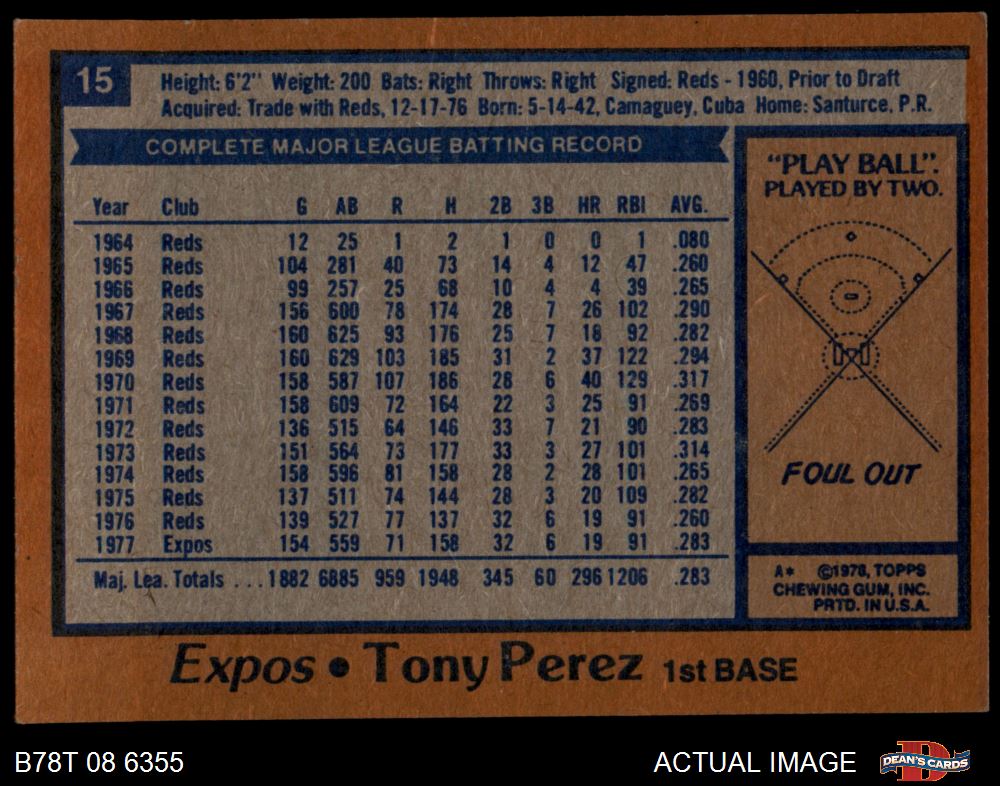 15
Height: 6'2" Weight: 200 Bats: Right Throws: Right Signed: Reds - 1960, Prior to Draft
Acquired: Trade with Reds, 12-17-76 Born: 5-14-42, Camaguey, Cuba Home: Santurce, P.R.
COMPLETE MAJOR LEAGUE BATTING RECORD
Year Club G AB R H 2B 3B HR RBI AVG.
1964 Reds 12 25 1 2 1 0 0 1 .080
1965 Reds 104 281 40 73 14 4 12 47 .260
1966 Reds 99 257 25 68 10 4 4 39 .265
1967 Reds 156 600 78 174 28 7 26 102 .290
1968 Reds 160 625 93 176 25 7 18 92 .282
1969 Reds 160 629 103 185 31 2 37 122 .294
1970 Reds 158 587 107 186 28 6 40 129 .317
1971 Reds 158 609 72 164 22 3 25 91 .269
1972 Reds 136 515 64 146 33 7 21 90 .283
1973 Reds 151 564 73 177 33 3 27 101 .314
1974 Reds 158 596 81 158 28 2 28 101 .265
1975 Reds 137 511 74 144 28 3 20 109 .282
1976 Reds 139 527 77 137 32 6 19 91 .260
1977 Expos 154 559 71 158 32 6 19 91 .283
Maj. Lea. Totals ...1882 6885 959 1948 345 60 296 1206 .283
"PLAY BALL".
PLAYED BY TWO.
FOUL OUT
A* ©1978, TOPPS
CHEWING GUM, INC.
PRTD. IN U.S.A.
Expos • Tony Perez 1st BASE
B78T 08 6355
ACTUAL IMAGE
D
DEAN'S CARDS